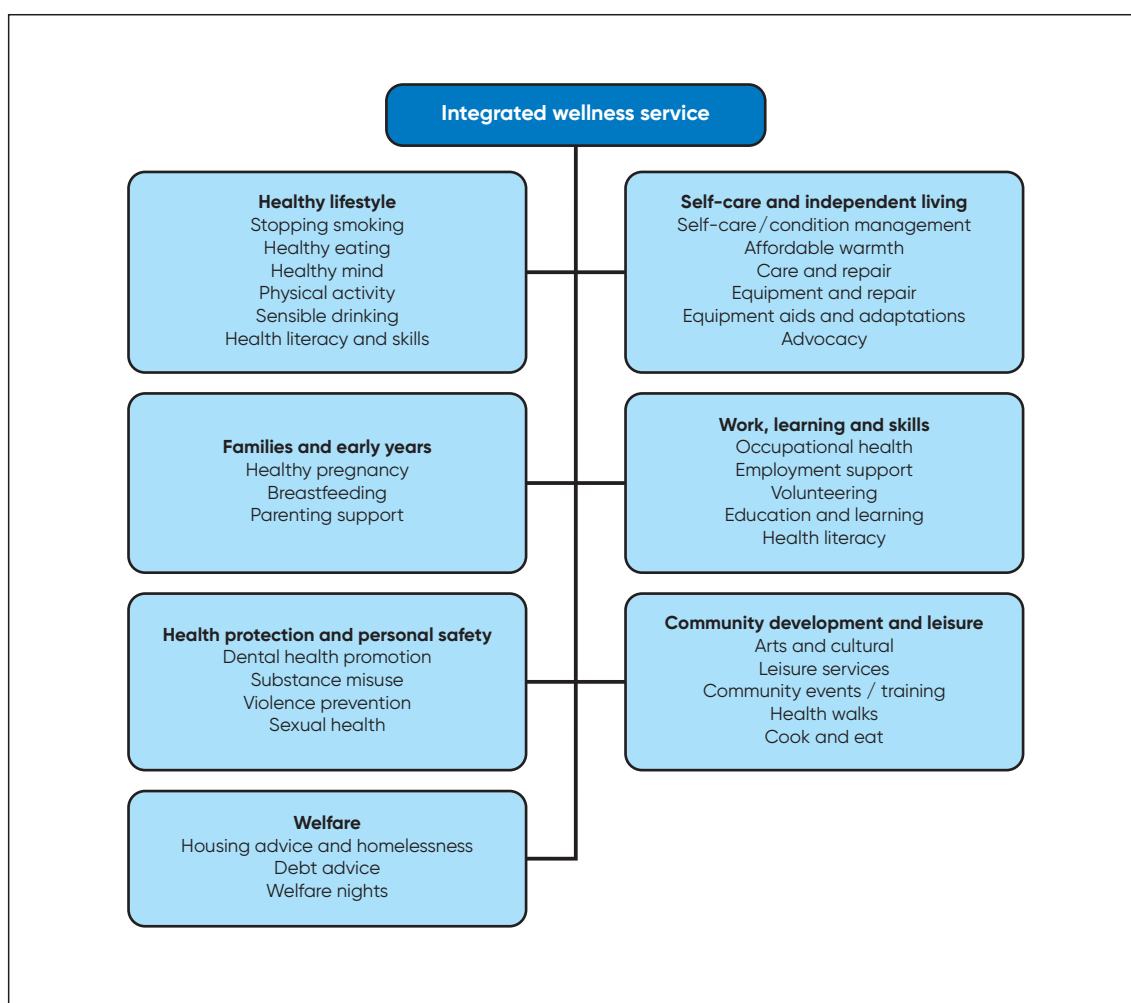 Integrated wellness service
Healthy lifestyle
Stopping smoking
Healthy eating
Healthy mind
Physical activity
Sensible drinking
Health literacy and skills
Self-care and independent living
Self-care / condition management
Affordable warmth
Care and repair
Equipment and repair
Equipment aids and adaptations
Advocacy
Families and early years
Healthy pregnancy
Breastfeeding
Parenting support
Work, learning and skills
Occupational health
Employment support
Volunteering
Education and learning
Health literacy
Health protection and personal safety
Dental health promotion
Substance misuse
Violence prevention
Sexual health
Community development and leisure
Arts and cultural
Leisure services
Community events / training
Health walks
Cook and eat
Welfare
Housing advice and homelessness
Debt advice
Welfare nights